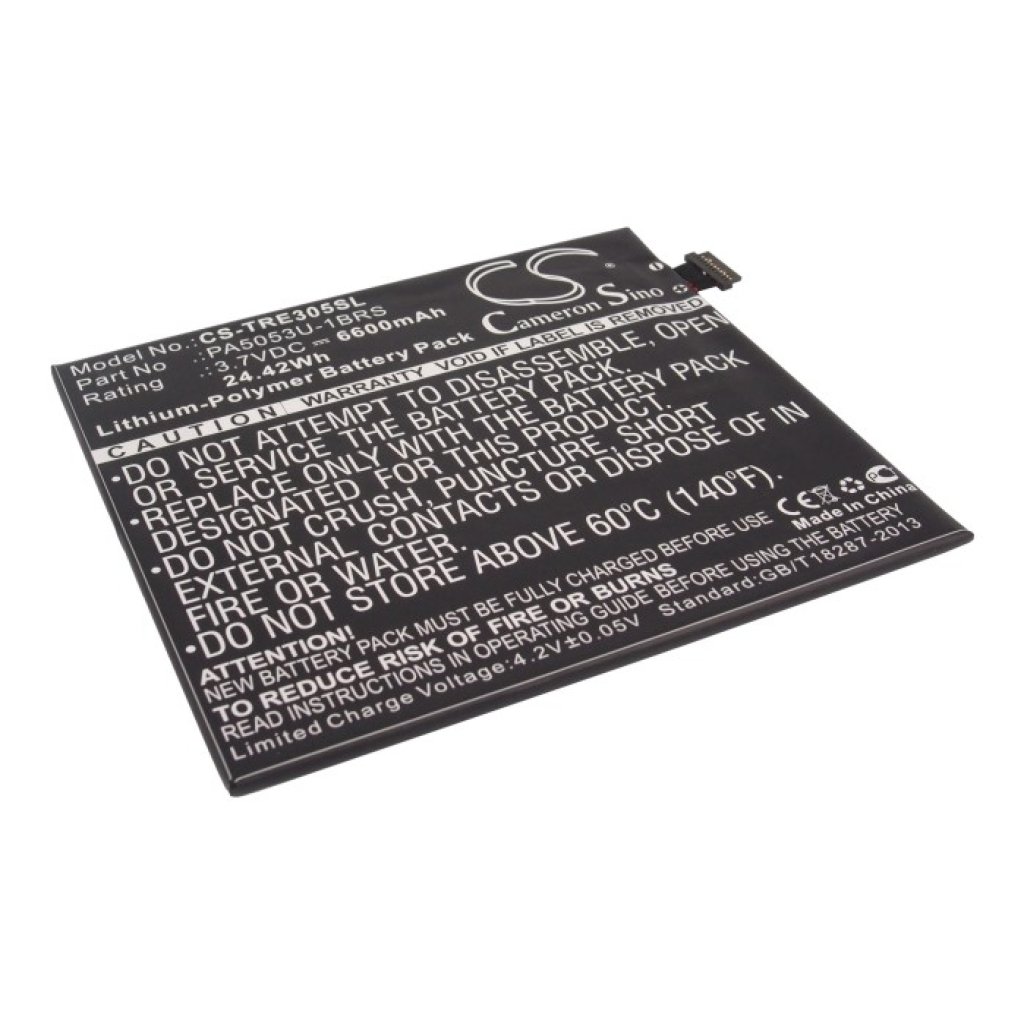 CS
Cameron Sino
Model No.: CS-TRE305SL
Part No : PA5053U-1BRS
Rating : 3.7VDC ⎓ 6600mAh
24.42Wh
Lithium-Polymer Battery Pack
CAUTION WARRANTY VOID IF LABEL REMOVED
•DO NOT ATTEMPT TO DISASSEMBLE, OPEN
OR SERVICE THE BATTERY PACK.
•REPLACE ONLY WITH THE BATTERY PACK
DESIGNATED FOR THIS PRODUCT.
•DO NOT CRUSH, PUNCTURE, SHORT
EXTERNAL CONTACTS OR DISPOSE OF IN
FIRE OR WATER.
•DO NOT STORE ABOVE 60°C (140°F).
CE
Made in China
ATTENTION!
NEW BATTERY PACK MUST BE FULLY CHARGED BEFORE USE
TO REDUCE RISK OF FIRE OR BURNS
READ INSTRUCTIONS IN OPERATING GUIDE BEFORE USING THE BATTERY
Limited Charge Voltage:4.2V±0.05V Standard:GB/T18287-2013